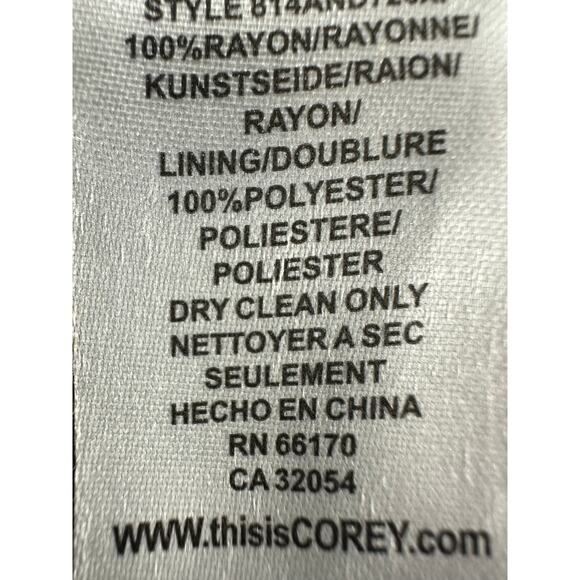 STYLE
100%RAYON/RAYONNE/
KUNSTSEIDE/RAION/
RAYON/
LINING/DOUBLURE
100%POLYESTER/
POLIESTERE/
POLIESTER
DRY CLEAN ONLY
NETTOYER A SEC
SEULEMENT
HECHO EN CHINA
RN 66170
CA 32054
WWW.thisisCOREY.com